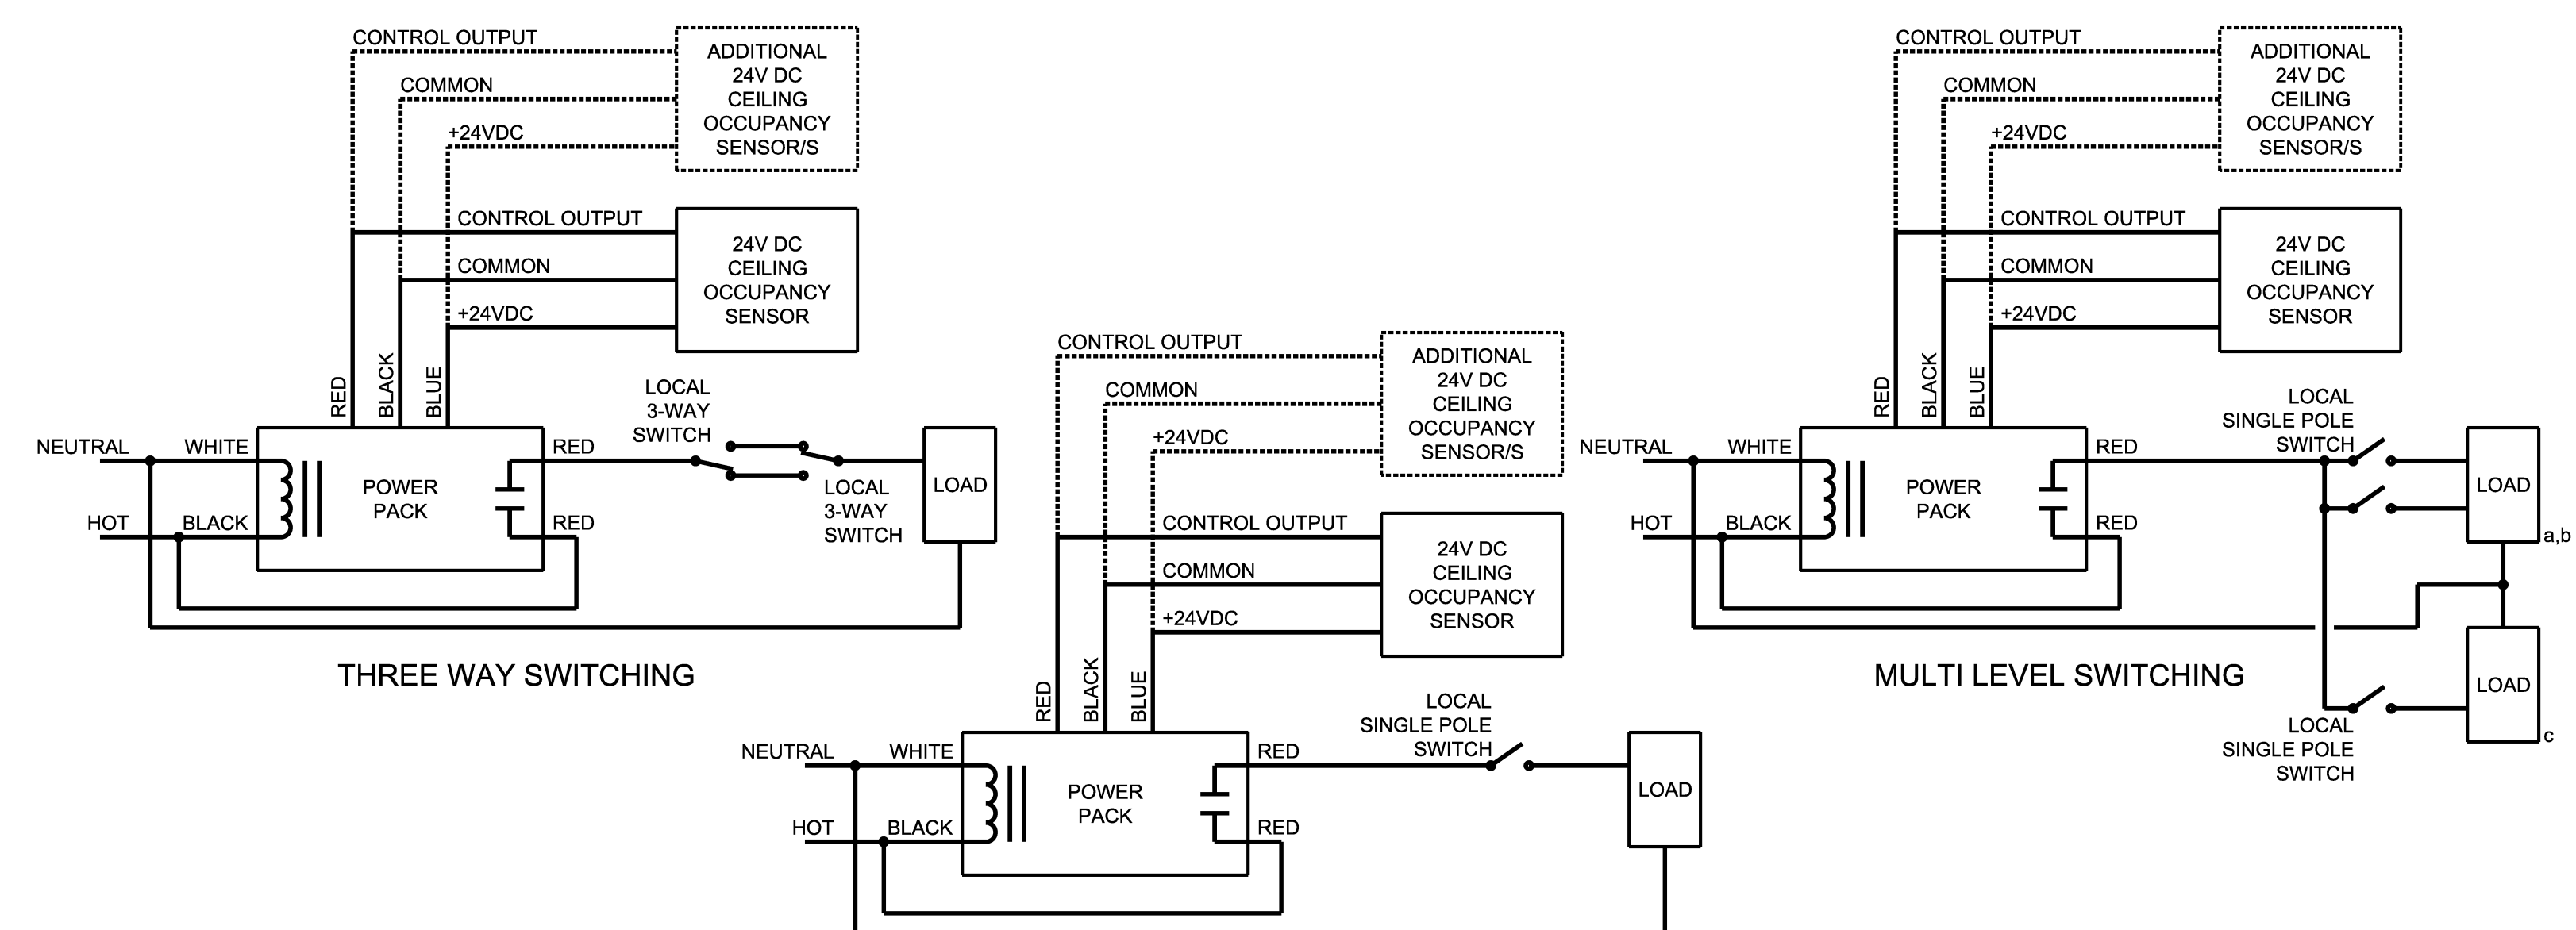 CONTROL OUTPUT
COMMON
+24VDC
ADDITIONAL
24V DC
CEILING
OCCUPANCY
SENSOR/S
CONTROL OUTPUT
COMMON
+24VDC
24V DC
CEILING
OCCUPANCY
SENSOR
RED
BLACK
BLUE
NEUTRAL
WHITE
HOT
BLACK
POWER
PACK
RED
RED
LOCAL
3-WAY
SWITCH
LOCAL
3-WAY
SWITCH
LOAD
THREE WAY SWITCHING
CONTROL OUTPUT
COMMON
+24VDC
ADDITIONAL
24V DC
CEILING
OCCUPANCY
SENSOR/S
CONTROL OUTPUT
COMMON
+24VDC
24V DC
CEILING
OCCUPANCY
SENSOR
RED
BLACK
BLUE
NEUTRAL
WHITE
HOT
BLACK
POWER
PACK
RED
RED
LOCAL
SINGLE POLE
SWITCH
LOAD
CONTROL OUTPUT
COMMON
+24VDC
ADDITIONAL
24V DC
CEILING
OCCUPANCY
SENSOR/S
CONTROL OUTPUT
COMMON
+24VDC
24V DC
CEILING
OCCUPANCY
SENSOR
RED
BLACK
BLUE
NEUTRAL
WHITE
HOT
BLACK
POWER
PACK
RED
RED
LOCAL
SINGLE POLE
SWITCH
LOAD
a,b
LOAD
c
LOCAL
SINGLE POLE
SWITCH
MULTI LEVEL SWITCHING